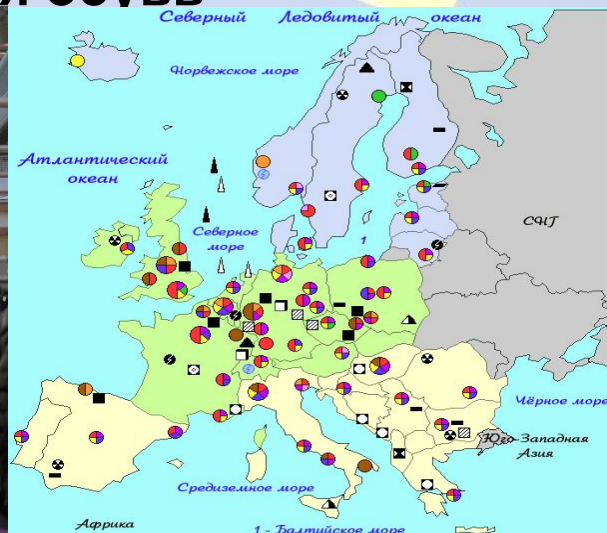 я обувь
Северный Ледовитый океан
Норвежское море
Атлантический
океан
Северное
море
1
СНГ
Чёрное море
Юго-Западная
Азия
Средиземное море
Африка
1 - Балтийское море